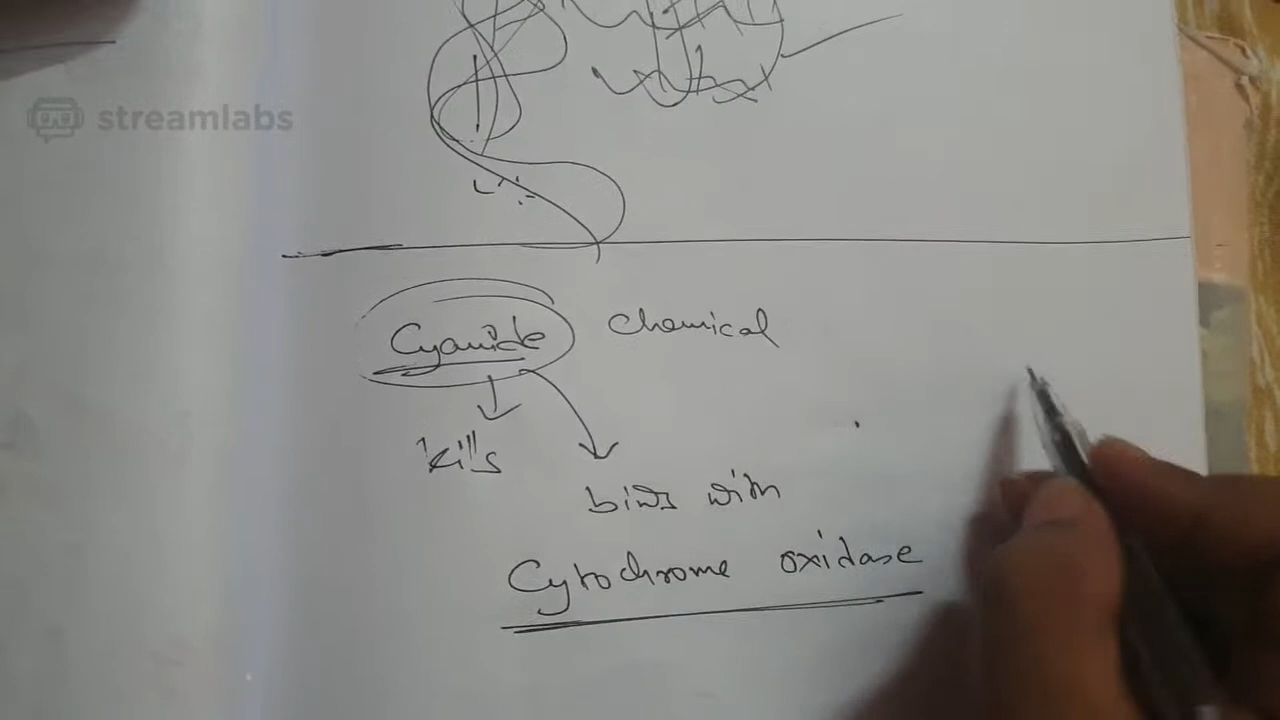 streamlabs
Cyanide chemical
kills
binds with
Cytochrome oxidase